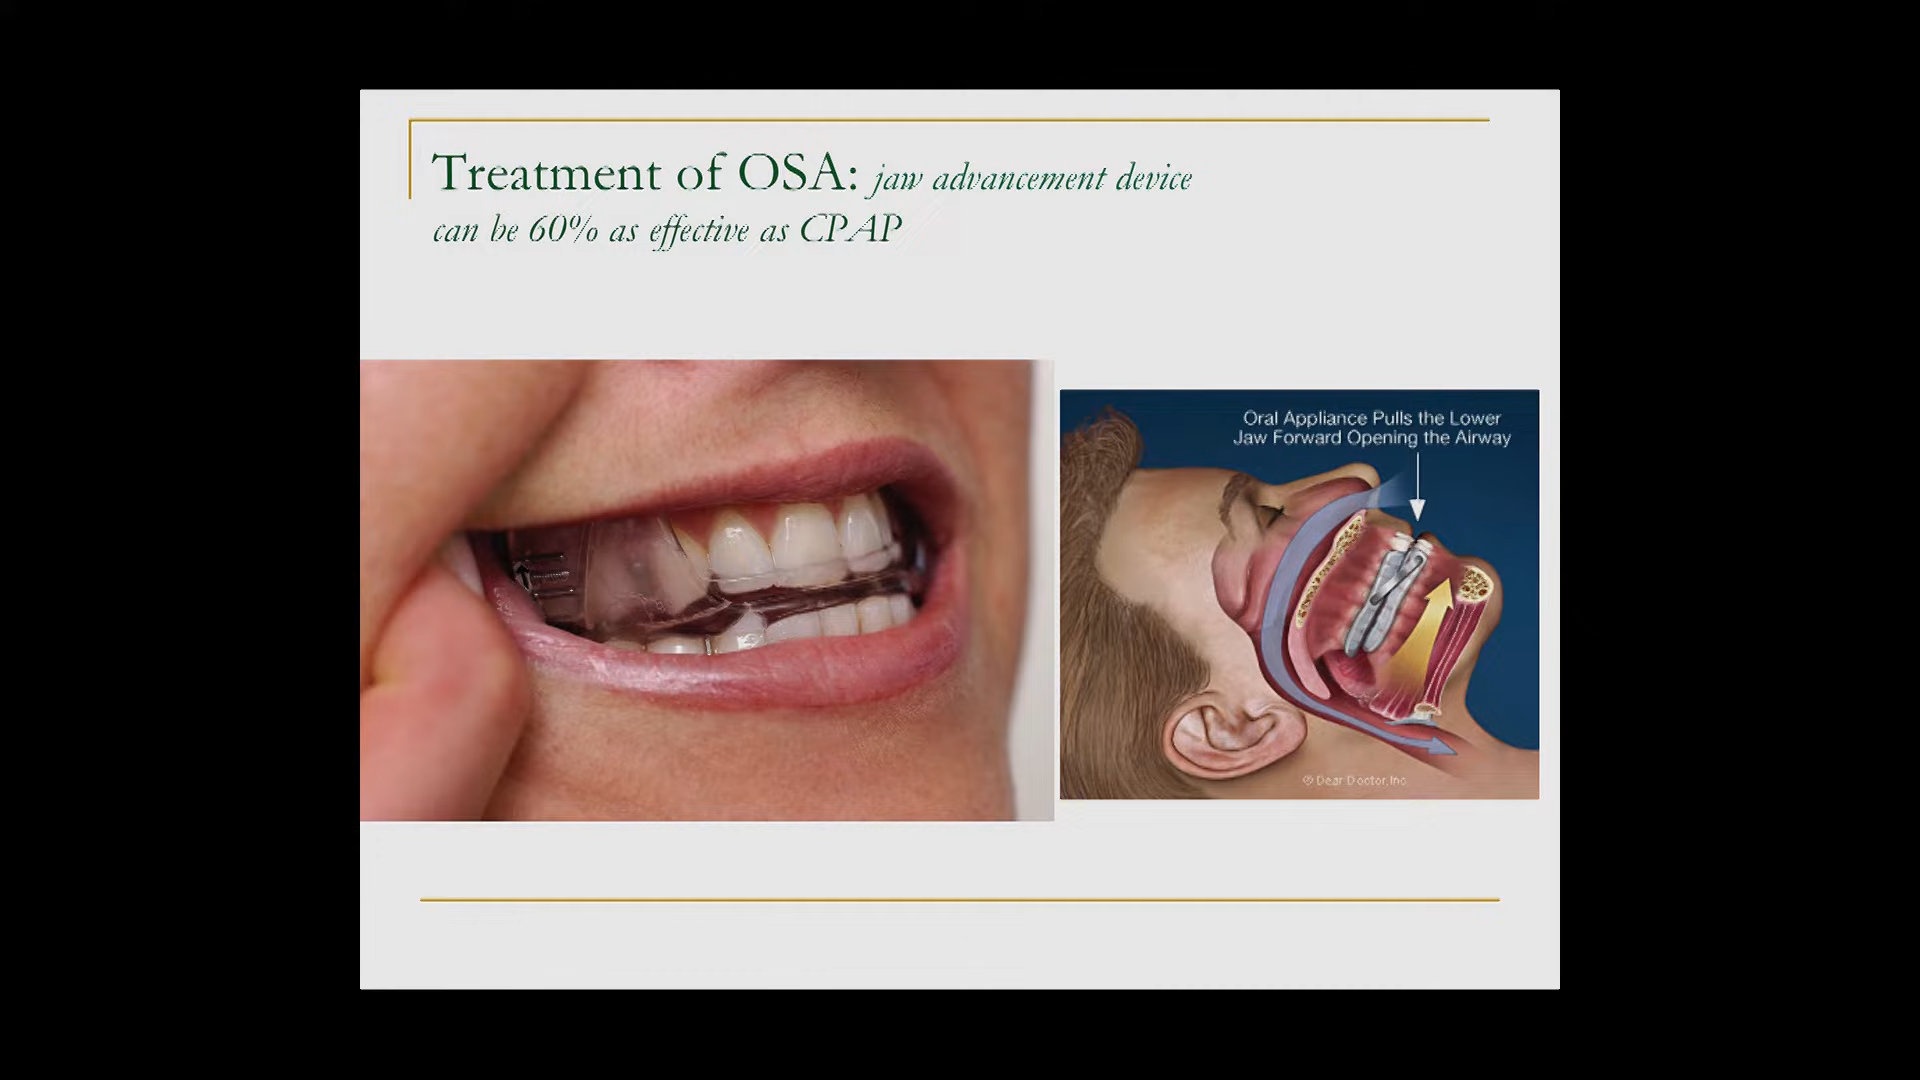 Treatment of OSA: jaw advancement device
can be 60% as effective as CPAP
Oral Appliance Pulls the Lower
Jaw Forward Opening the Airway
© Dear Doctor, Inc.